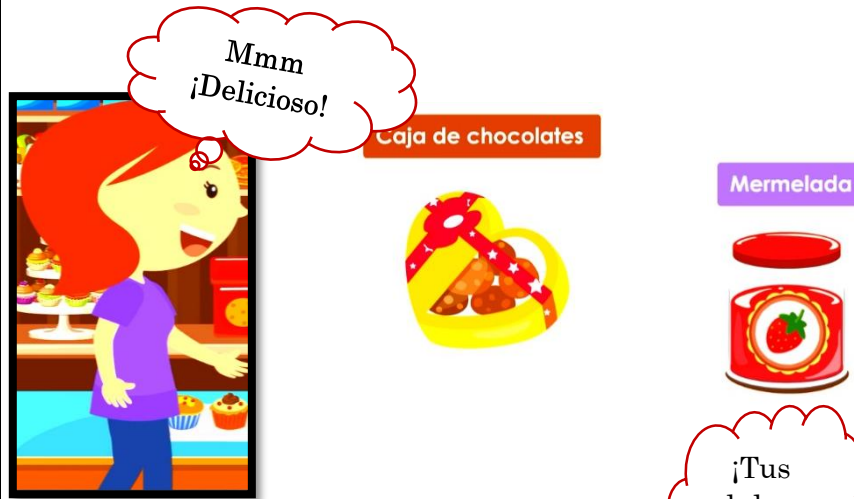 Mmm
¡Delicioso!
Caja de chocolates
Mermelada
¡Tus